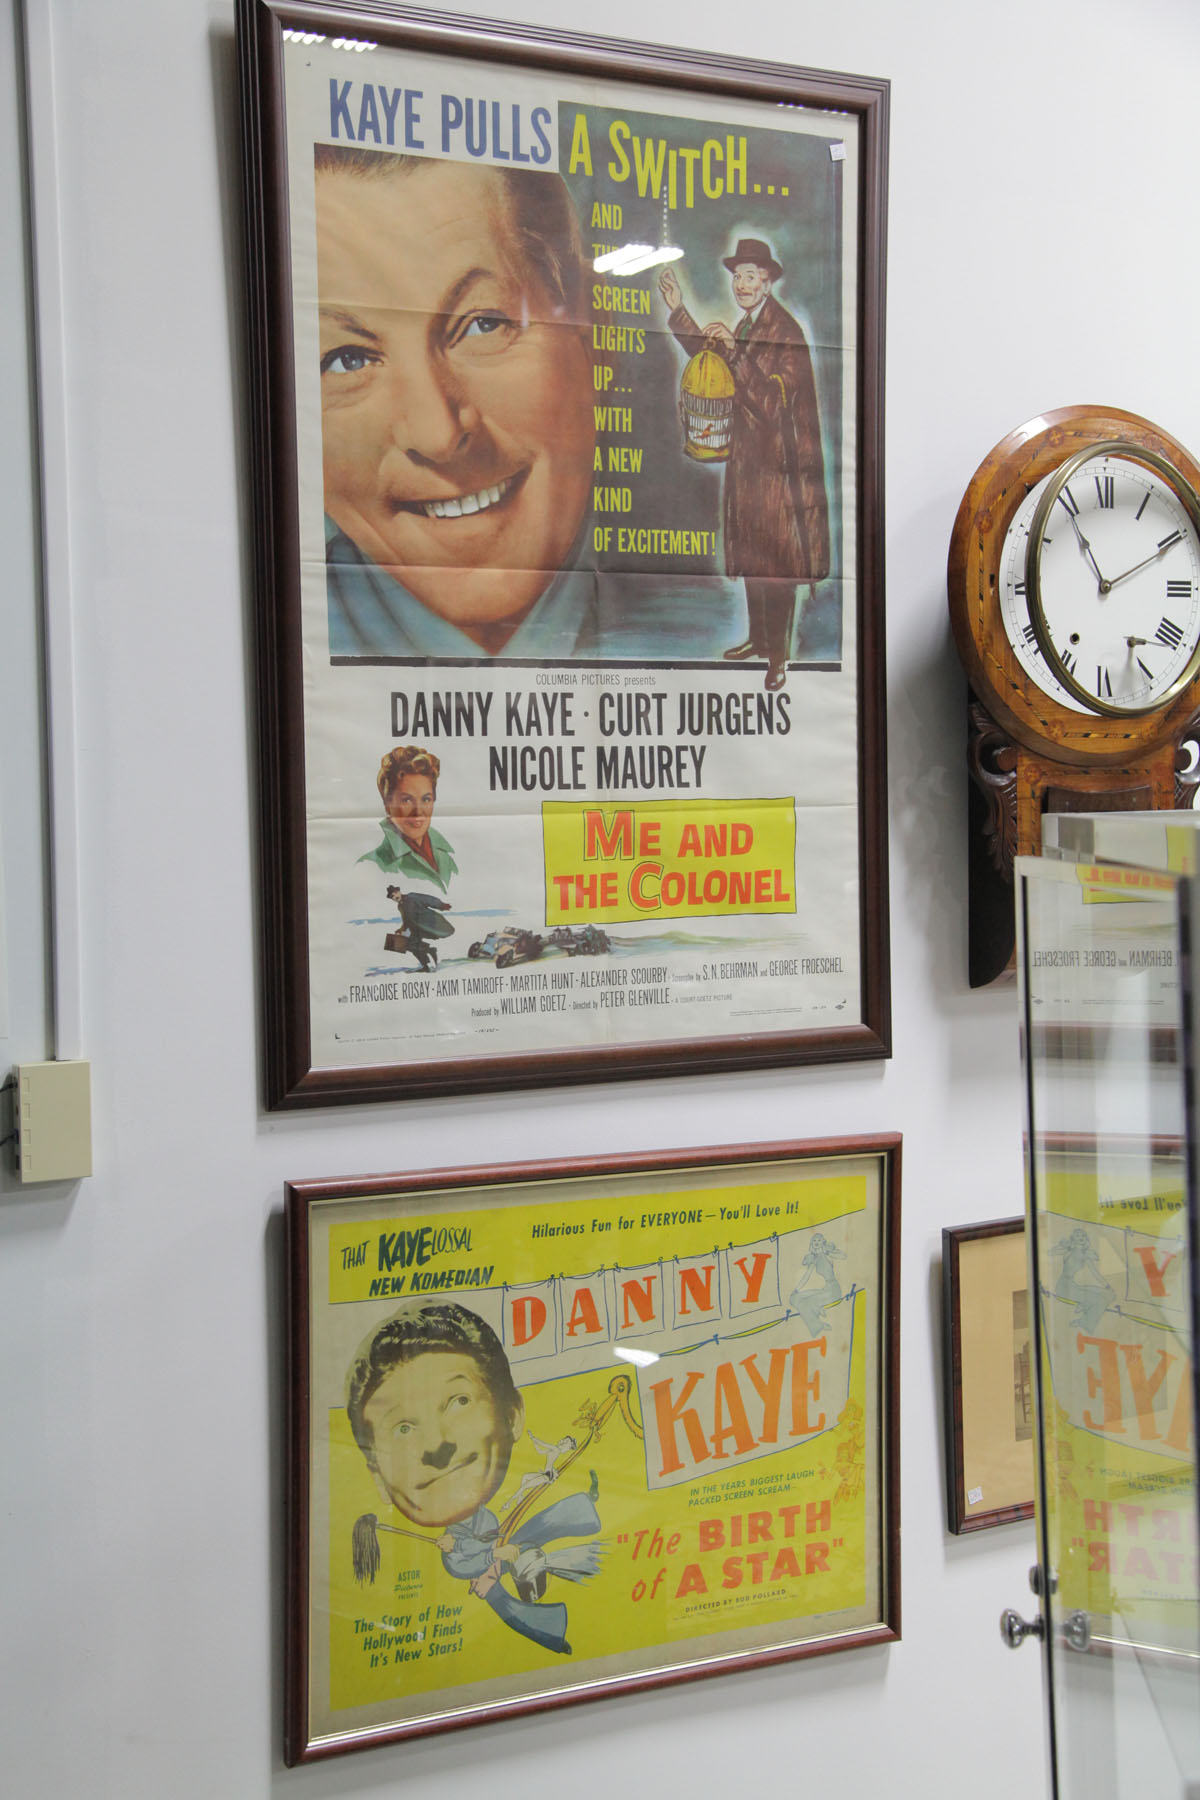 KAYE PULLS A SWITCH...
AND
SCREEN
LIGHTS
UP...
WITH
A NEW
KIND
OF EXCITEMENT!
COLUMBIA PICTURES presents
DANNY KAYE · CURT JURGENS
NICOLE MAUREY
ME AND
THE COLONEL
with FRANÇOISE ROSAY · AKIM TAMIROFF · MARTITA HUNT · ALEXANDER SCOURBY · Screenplay by S.N. BEHRMAN and GEORGE FROESCHEL
Produced by WILLIAM GOETZ · Directed by PETER GLENVILLE · A COURT-GOETZ PICTURE
XII
Hilarious Fun for EVERYONE — You'll Love It!
THAT KAYELOSSAL
NEW KOMEDIAN
DANNY
KAYE
IN THE YEARS BIGGEST LAUGH
PACKED SCREEN SCREAM—
"The BIRTH
of A STAR"
DIRECTED BY BUD POLLARD
ASTOR
Pictures
PRESENTS
The Story of How
Hollywood Finds
It's New Stars!